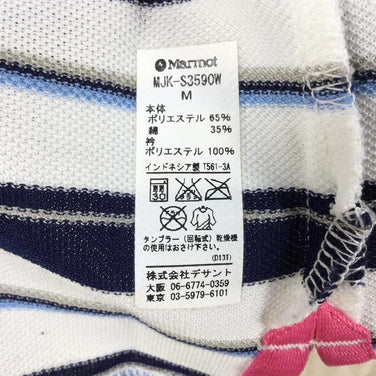 Marmot
MJK-S3590W
M
本体
ポリエステル 65%
綿 35%
衿
ポリエステル 100%
インドネシア製 T561-3A
30
タンブラー（回転式）乾燥機
の使用はおさけ下さい。
(D13T)
株式会社デサント
大阪 06-6774-0359
東京 03-5979-6101